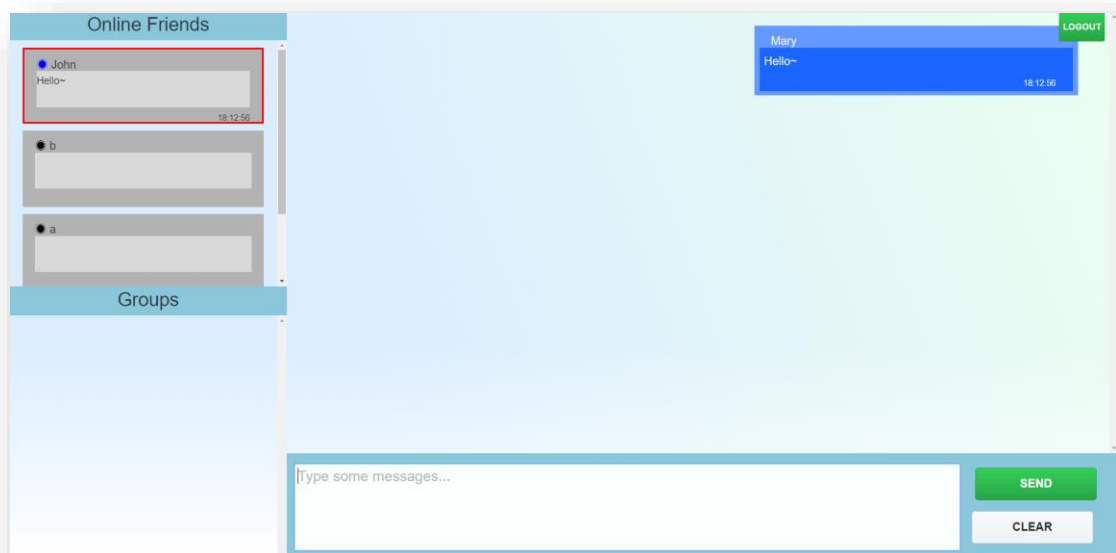 Online Friends
John
Hello~
18:12:56
b
a
Groups
LOGOUT
Mary
Hello~
18:12:56
Type some messages...
SEND
CLEAR